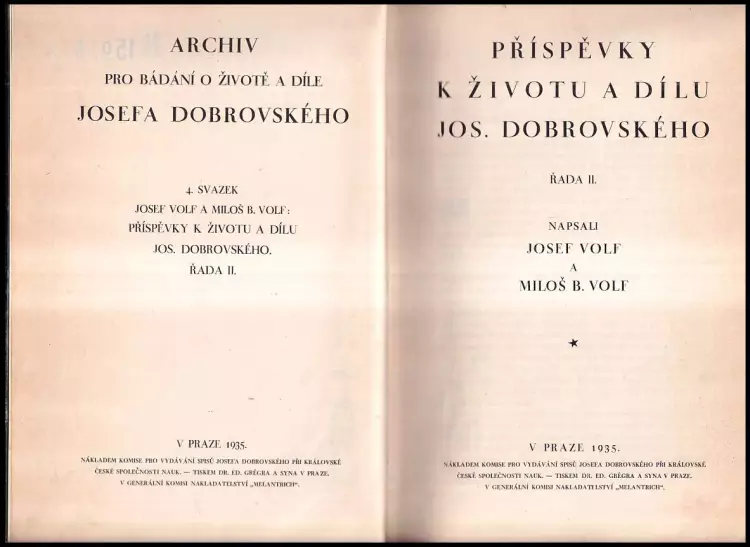 ARCHIV
PRO BÁDÁNÍ O ŽIVOTĚ A DÍLE
JOSEFA DOBROVSKÉHO
4. SVAZEK
JOSEF VOLF A MILOŠ B. VOLF:
PŘÍSPĚVKY K ŽIVOTU A DÍLU
JOS. DOBROVSKÉHO.
ŘADA II.
V PRAZE 1935.
NÁKLADEM KOMISE PRO VYDÁVÁNÍ SPISŮ JOSEFA DOBROVSKÉHO PŘI KRÁLOVSKÉ
ČESKÉ SPOLEČNOSTI NAUK. — TISKEM DR. ED. GRÉGRA A SYNA V PRAZE.
V GENERÁLNÍ KOMISI NAKLADATELSTVÍ „MELANTRICH".
PŘÍSPĚVKY
K ŽIVOTU A DÍLU
JOS. DOBROVSKÉHO
ŘADA II.
NAPSALI
JOSEF VOLF
A
MILOŠ B. VOLF
V PRAZE 1935.
NÁKLADEM KOMISE PRO VYDÁVÁNÍ SPISŮ JOSEFA DOBROVSKÉHO PŘI KRÁLOVSKÉ
ČESKÉ SPOLEČNOSTI NAUK. — TISKEM DR. ED. GRÉGRA A SYNA V PRAZE.
V GENERÁLNÍ KOMISI NAKLADATELSTVÍ „MELANTRICH".